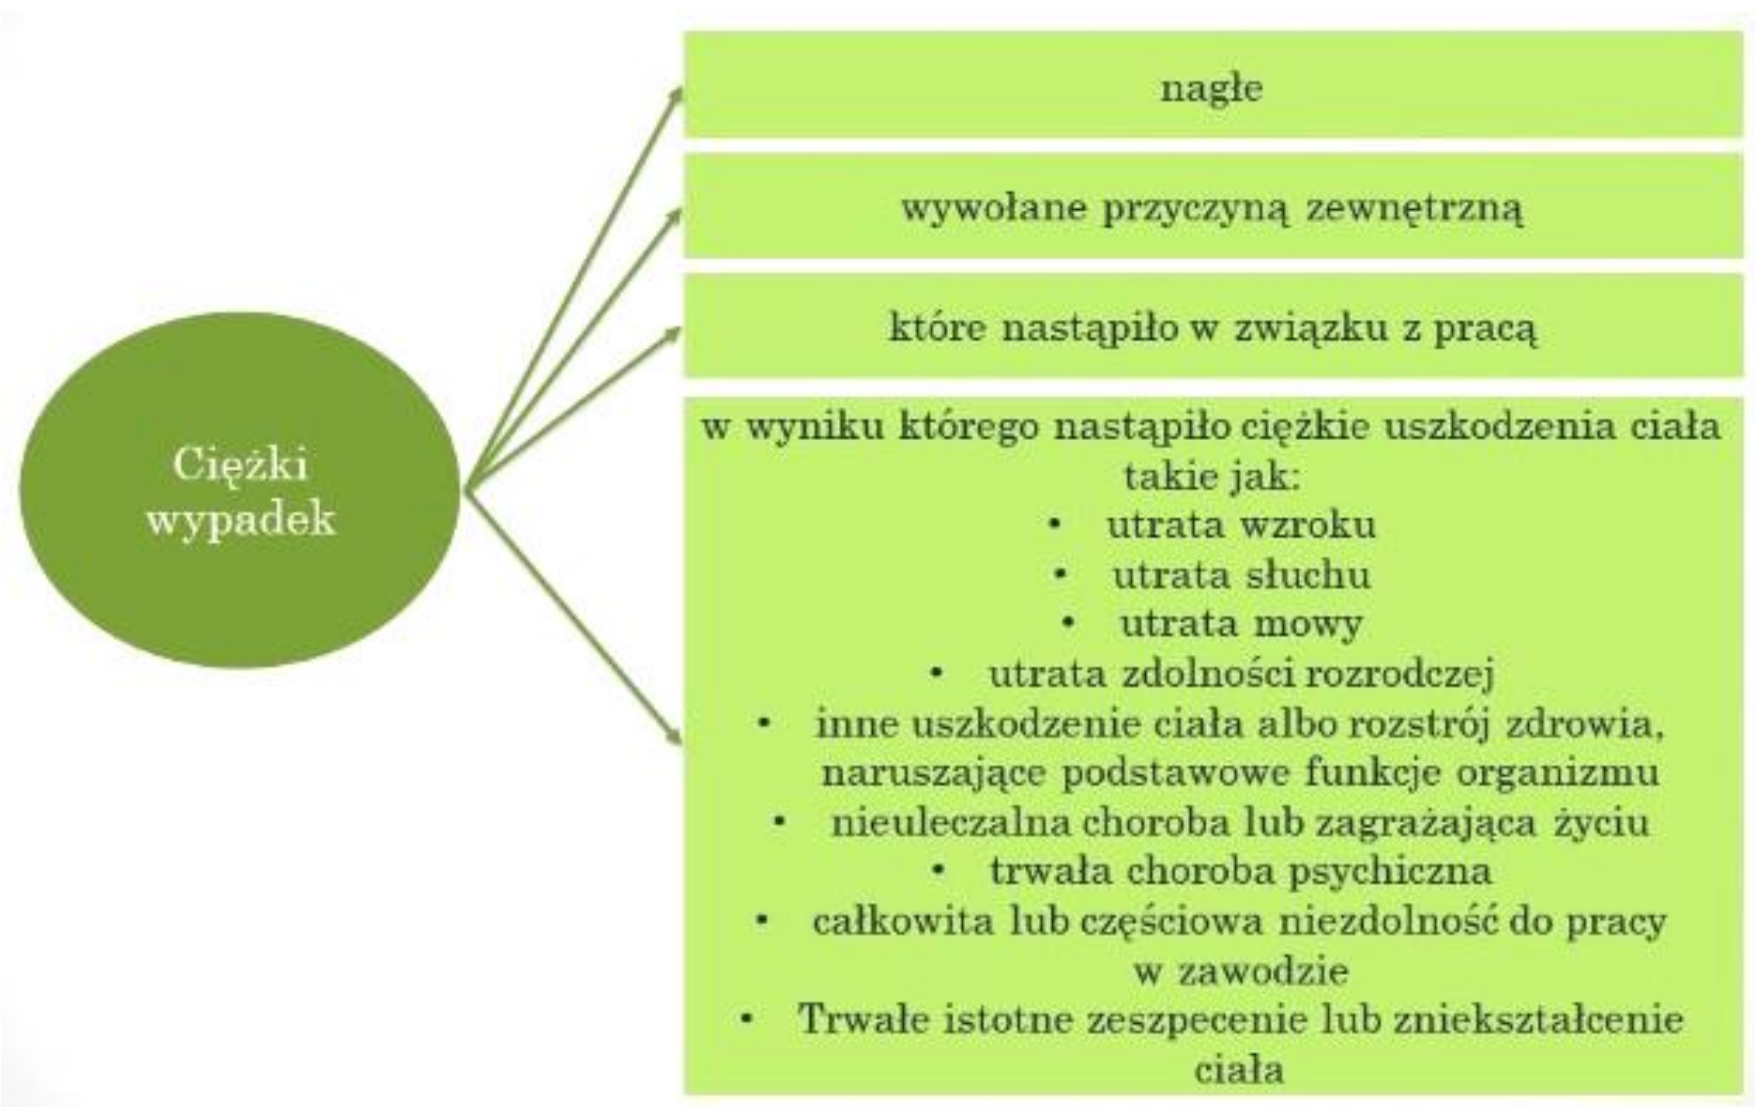 Ciężki
wypadek
nagłe
wywołane przyczyną zewnętrzną
które nastąpiło w związku z pracą
w wyniku którego nastąpiło ciężkie uszkodzenia ciała
takie jak:
• utrata wzroku
• utrata słuchu
• utrata mowy
• utrata zdolności rozrodczej
• inne uszkodzenie ciała albo rozstrój zdrowia,
naruszające podstawowe funkcje organizmu
• nieuleczalna choroba lub zagrażająca życiu
• trwała choroba psychiczna
• całkowita lub częściowa niezdolność do pracy
w zawodzie
• Trwałe istotne zeszpecenie lub zniekształcenie
ciała